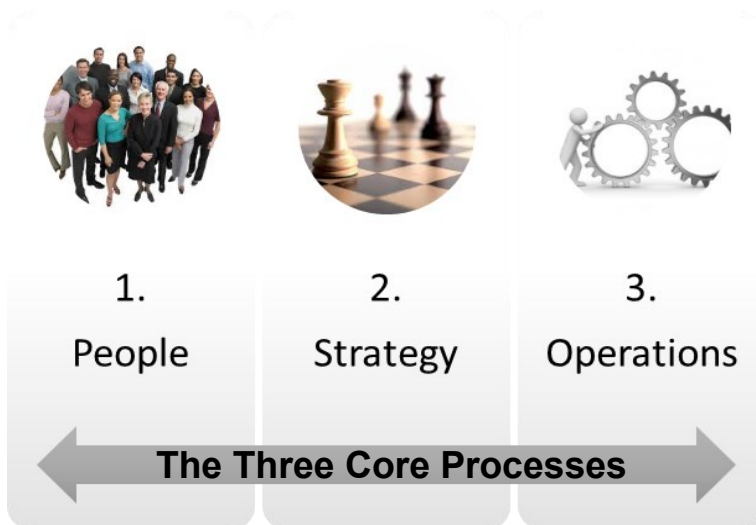 1.
People
2.
Strategy
3.
Operations
The Three Core Processes